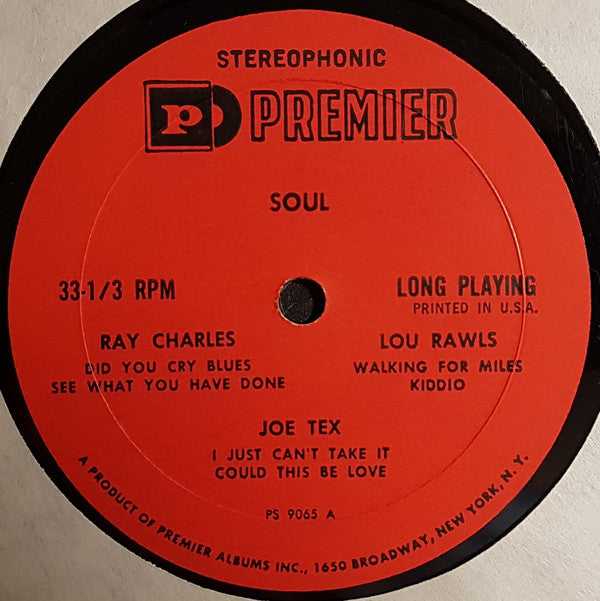 STEREOPHONIC
P PREMIER
SOUL
33-1/3 RPM
LONG PLAYING
PRINTED IN U.S.A.
RAY CHARLES
DID YOU CRY BLUES
SEE WHAT YOU HAVE DONE
LOU RAWLS
WALKING FOR MILES
KIDDIO
JOE TEX
I JUST CAN'T TAKE IT
COULD THIS BE LOVE
PS 9065 A
A PRODUCT OF PREMIER ALBUMS INC., 1650 BROADWAY, NEW YORK, N. Y.